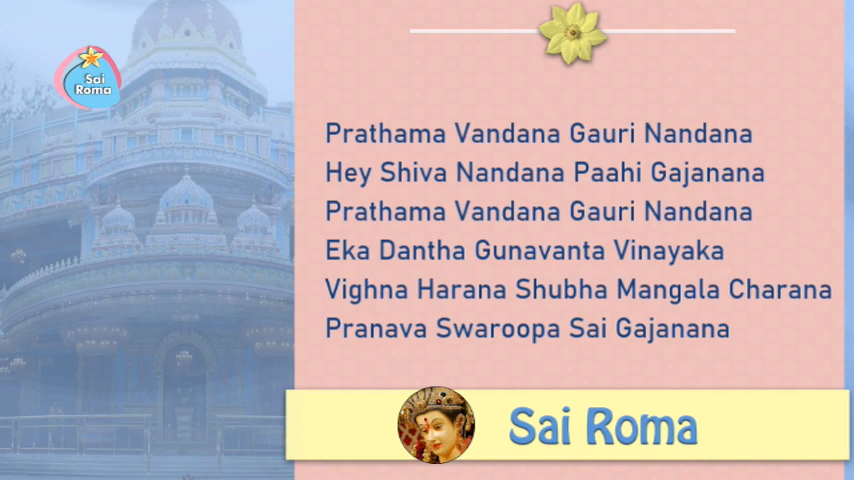 Sai
Roma
Prathama Vandana Gauri Nandana
Hey Shiva Nandana Paahi Gajanana
Prathama Vandana Gauri Nandana
Eka Dantha Gunavanta Vinayaka
Vighna Harana Shubha Mangala Charana
Pranava Swaroopa Sai Gajanana
Sai Roma